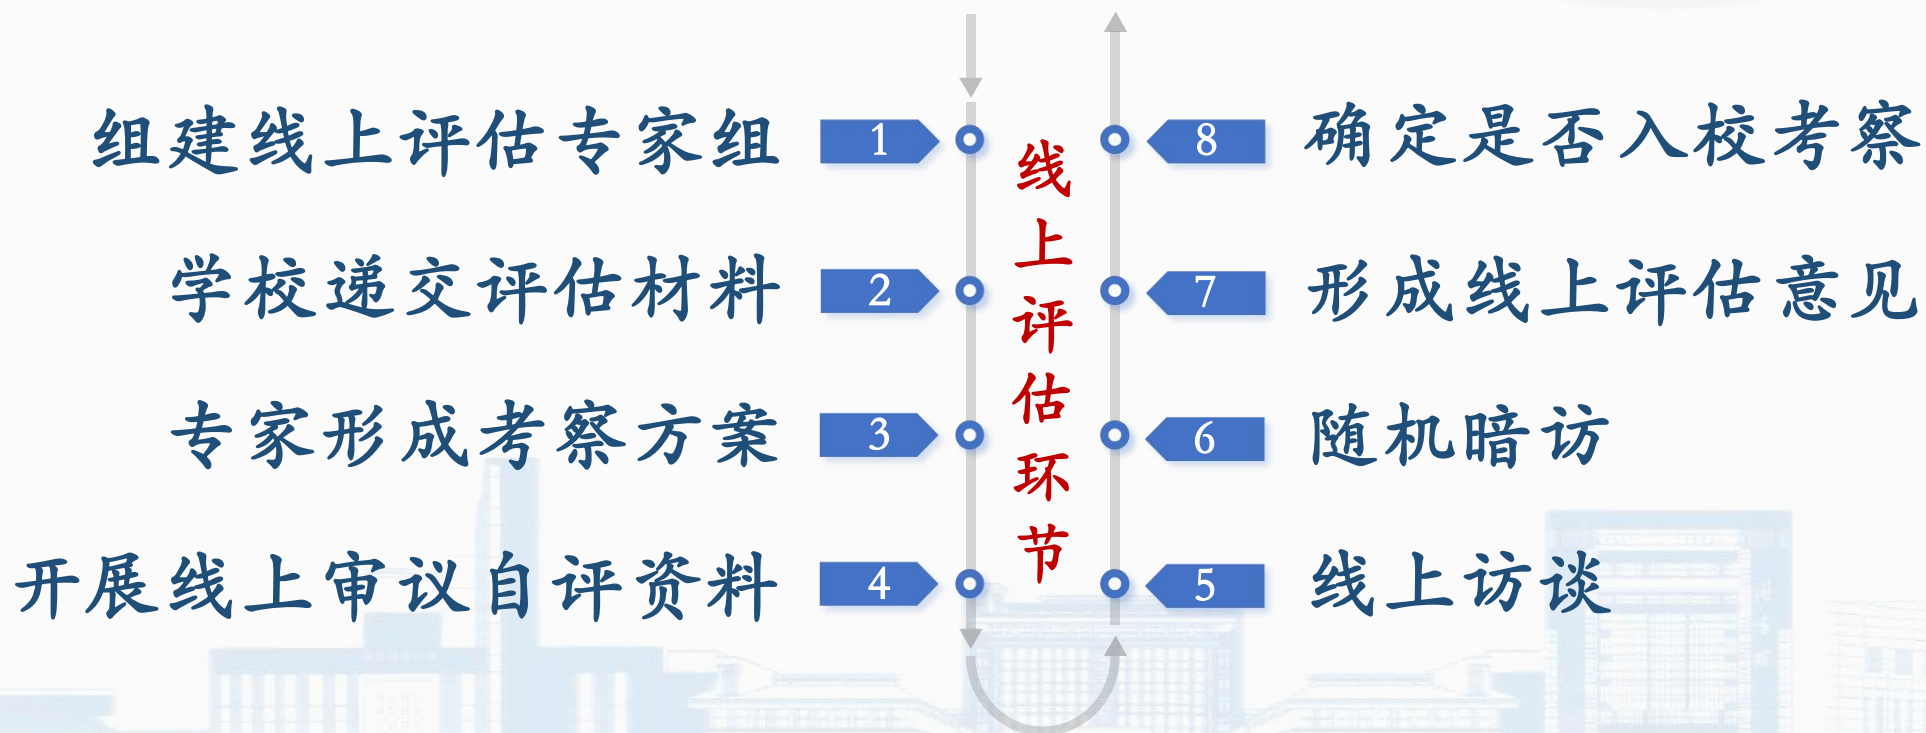 组建线上评估专家组 1
学校递交评估材料 2
专家形成考察方案 3
开展线上审议自评资料 4
线上评估环节
8 确定是否入校考察
7 形成线上评估意见
6 随机暗访
5 线上访谈